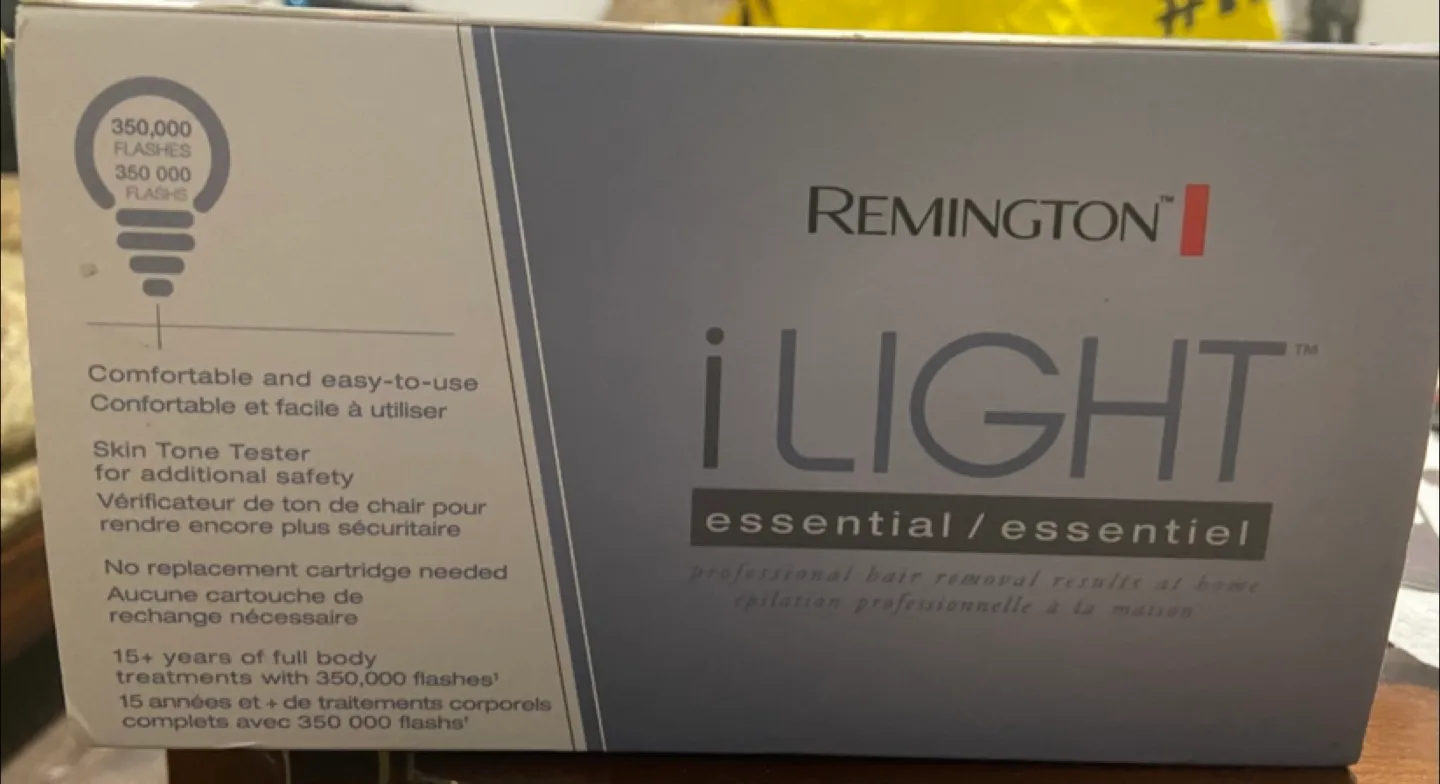 350,000
FLASHES
350 000
FLASHS
Comfortable and easy-to-use
Confortable et facile à utiliser
Skin Tone Tester
for additional safety
Vérificateur de ton de chair pour
rendre encore plus sécuritaire
No replacement cartridge needed
Aucune cartouche de
rechange nécessaire
15+ years of full body
treatments with 350,000 flashes¹
15 années et + de traitements corporels
complets avec 350 000 flashs¹
REMINGTON™
i LIGHT™
essential / essentiel
professional hair removal results at home
épilation professionnelle à la maison